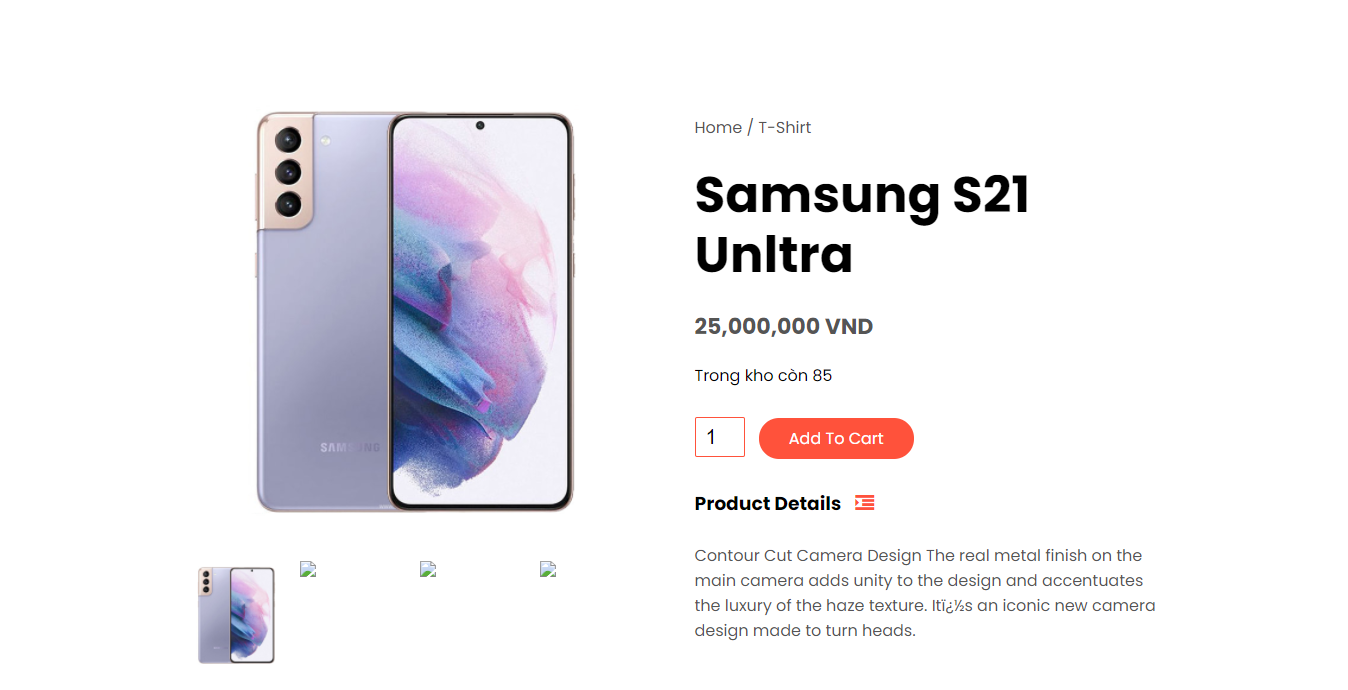 Home / T-Shirt
Samsung S21
Unltra
25,000,000 VND
Trong kho còn 85
1
Add To Cart
SAMSUNG
Product Details
Contour Cut Camera Design The real metal finish on the
main camera adds unity to the design and accentuates
the luxury of the haze texture. Itï¿½s an iconic new camera
design made to turn heads.